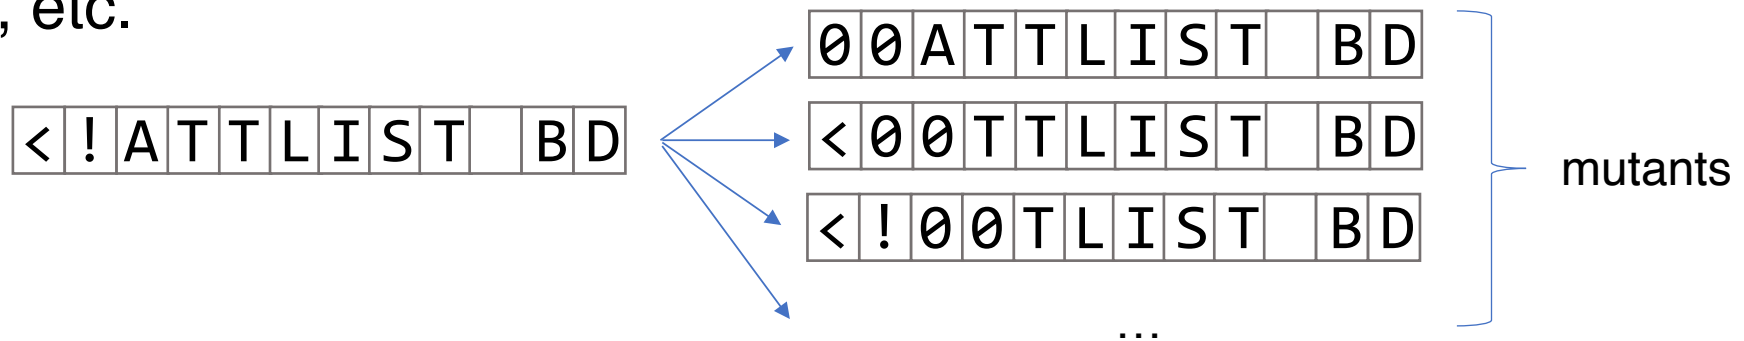 , etc.
<!ATTLIST BD
00ATTLIST BD
<00TTLIST BD
<!00TLIST BD
...
mutants